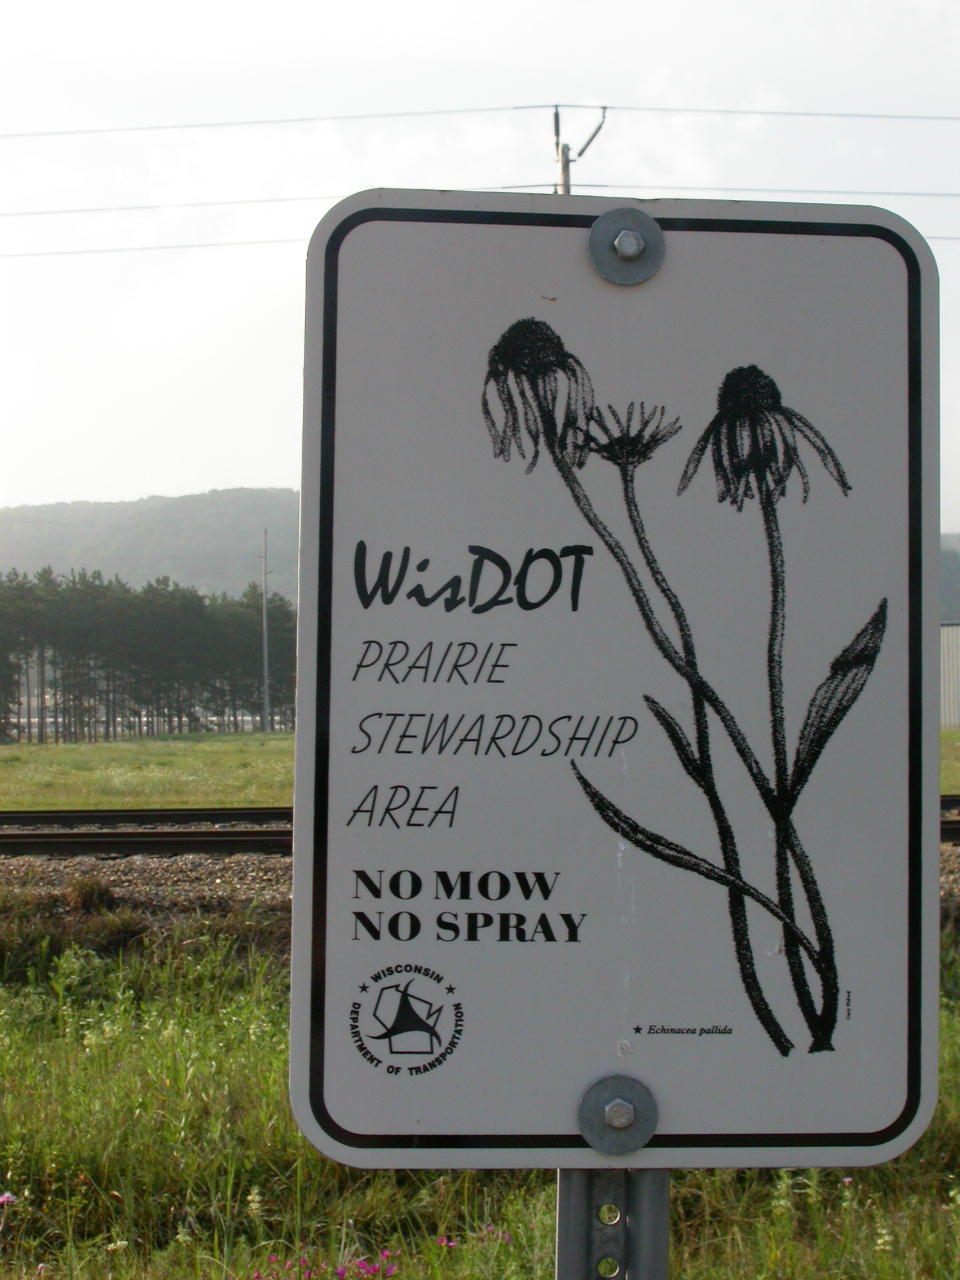 WisDOT
PRAIRIE
STEWARDSHIP
AREA
NO MOW
NO SPRAY
★ WISCONSIN ★
DEPARTMENT OF TRANSPORTATION
★ Echinacea pallida